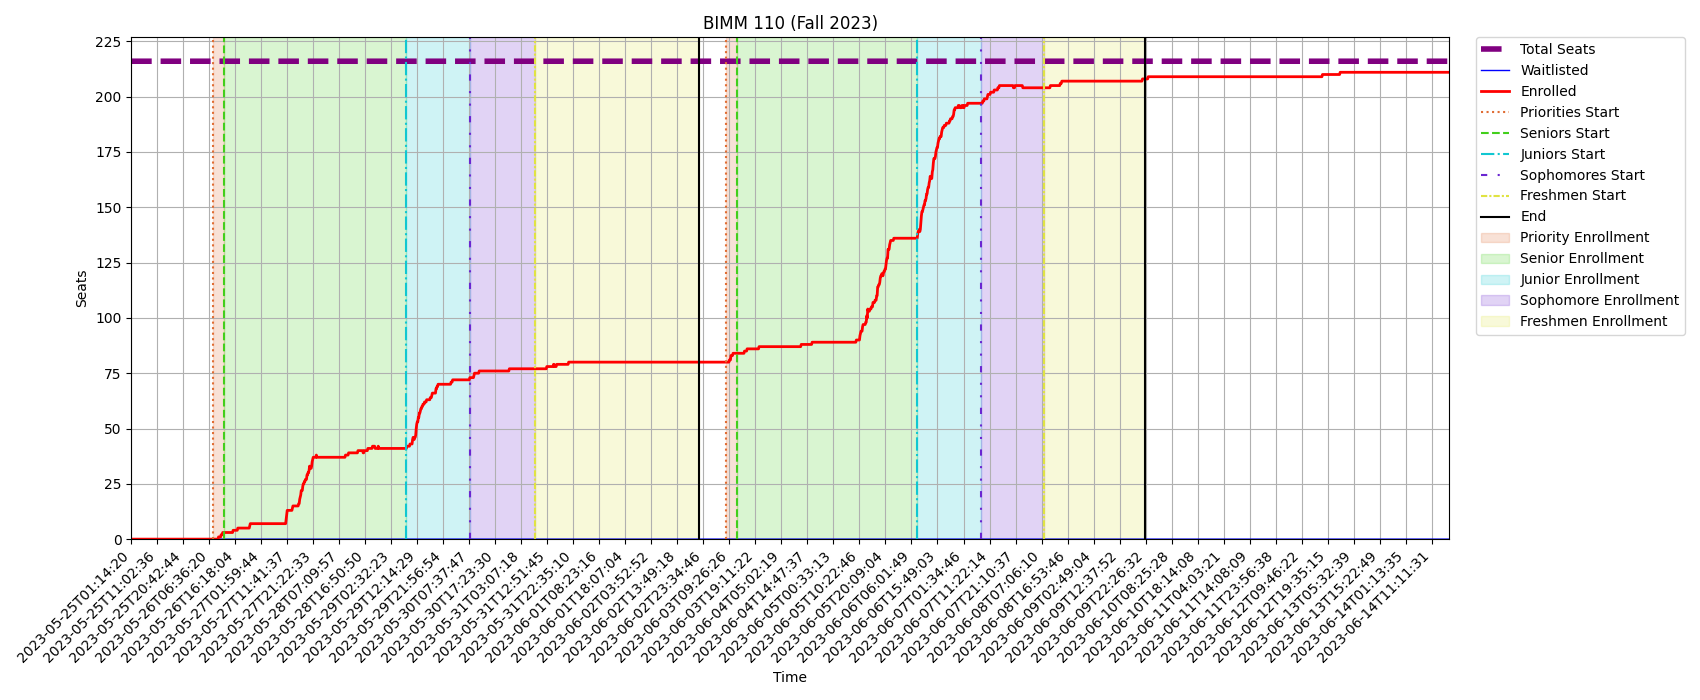 BIMM 110 (Fall 2023)
Seats
225
200
175
150
125
100
75
50
25
0
2023-05-25T01:14:20
2023-05-25T11:02:36
2023-05-25T20:42:44
2023-05-26T06:36:20
2023-05-26T16:18:04
2023-05-27T01:59:44
2023-05-27T11:41:37
2023-05-27T21:22:33
2023-05-28T07:09:57
2023-05-28T16:50:50
2023-05-29T02:32:23
2023-05-29T12:14:29
2023-05-29T21:56:54
2023-05-30T07:37:47
2023-05-30T17:23:30
2023-05-31T03:07:18
2023-05-31T12:51:45
2023-05-31T22:35:10
2023-06-01T08:23:16
2023-06-01T18:07:04
2023-06-02T03:52:52
2023-06-02T13:49:18
2023-06-02T23:34:46
2023-06-03T09:26:26
2023-06-03T19:11:22
2023-06-04T05:02:19
2023-06-04T14:47:37
2023-06-05T00:33:13
2023-06-05T10:22:46
2023-06-05T20:09:04
2023-06-06T06:01:49
2023-06-06T15:49:03
2023-06-07T01:34:46
2023-06-07T11:22:14
2023-06-07T21:10:37
2023-06-08T07:06:10
2023-06-08T16:53:46
2023-06-09T02:49:04
2023-06-09T12:37:52
2023-06-09T22:26:32
2023-06-10T08:25:28
2023-06-10T18:14:08
2023-06-11T04:03:21
2023-06-11T14:08:09
2023-06-11T23:56:38
2023-06-12T09:46:22
2023-06-12T19:35:15
2023-06-13T05:32:39
2023-06-13T15:22:49
2023-06-14T01:13:35
2023-06-14T11:11:31
Time
Total Seats
Waitlisted
Enrolled
Priorities Start
Seniors Start
Juniors Start
Sophomores Start
Freshmen Start
End
Priority Enrollment
Senior Enrollment
Junior Enrollment
Sophomore Enrollment
Freshmen Enrollment